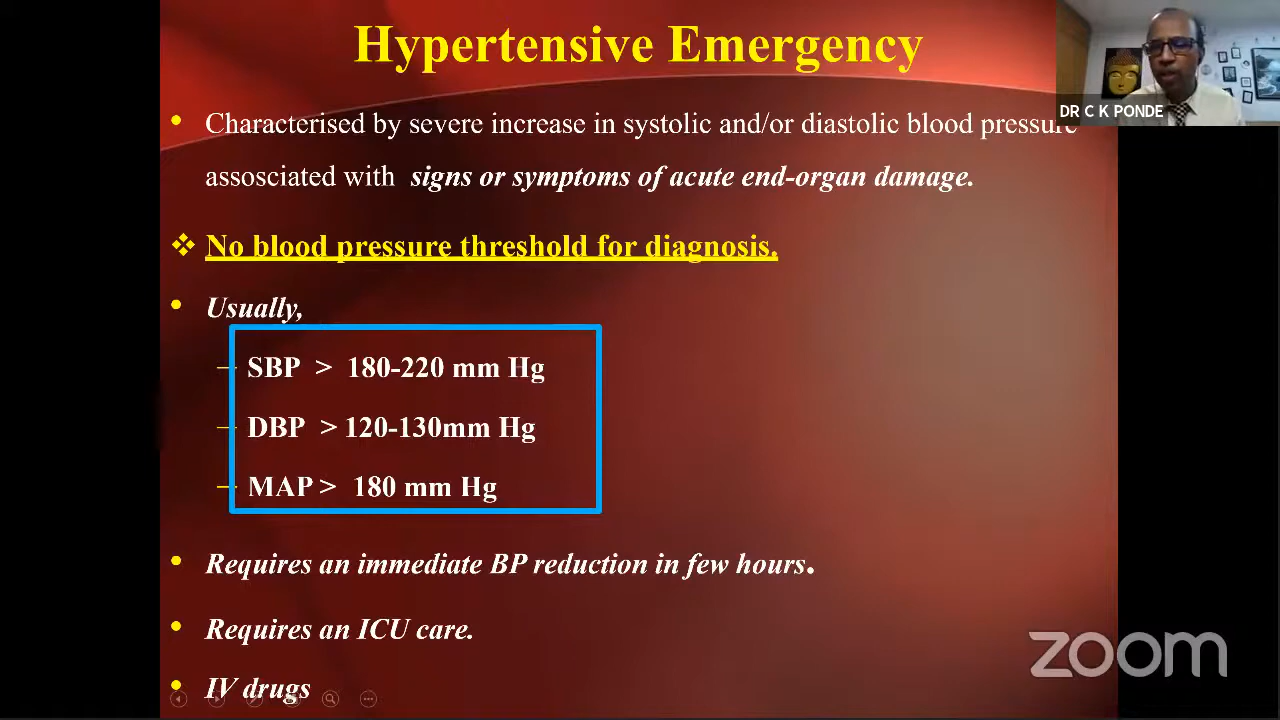 Hypertensive Emergency
DR C K PONDE
• Characterised by severe increase in systolic and/or diastolic blood pressure
assosciated with signs or symptoms of acute end-organ damage.
❖ No blood pressure threshold for diagnosis.
• Usually,
– SBP > 180-220 mm Hg
– DBP > 120-130mm Hg
– MAP > 180 mm Hg
• Requires an immediate BP reduction in few hours.
• Requires an ICU care.
• IV drugs
zoom